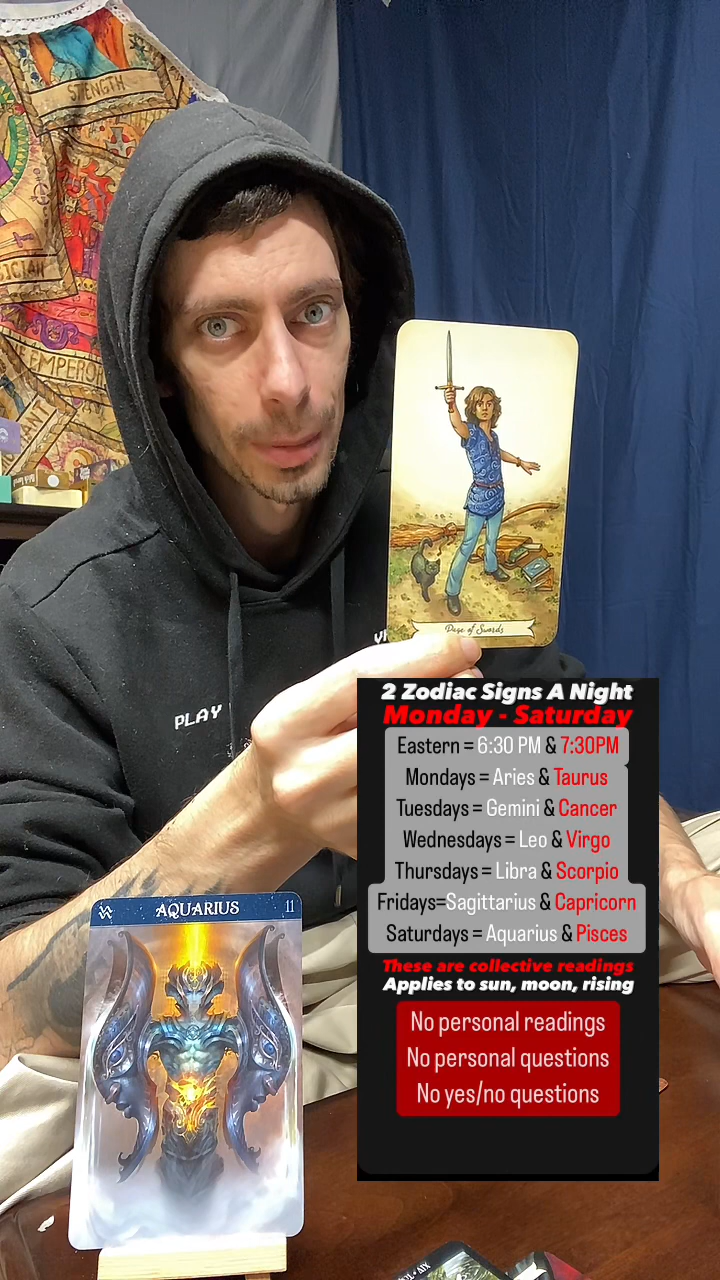 STRENGTH
EMPEROR
Page of Swords
PLAY
2 Zodiac Signs A Night
Monday - Saturday
Eastern = 6:30 PM & 7:30PM
Mondays = Aries & Taurus
Tuesdays = Gemini & Cancer
Wednesdays = Leo & Virgo
Thursdays = Libra & Scorpio
Fridays=Sagittarius & Capricorn
Saturdays = Aquarius & Pisces
These are collective readings
Applies to sun, moon, rising
No personal readings
No personal questions
No yes/no questions
AQUARIUS 11